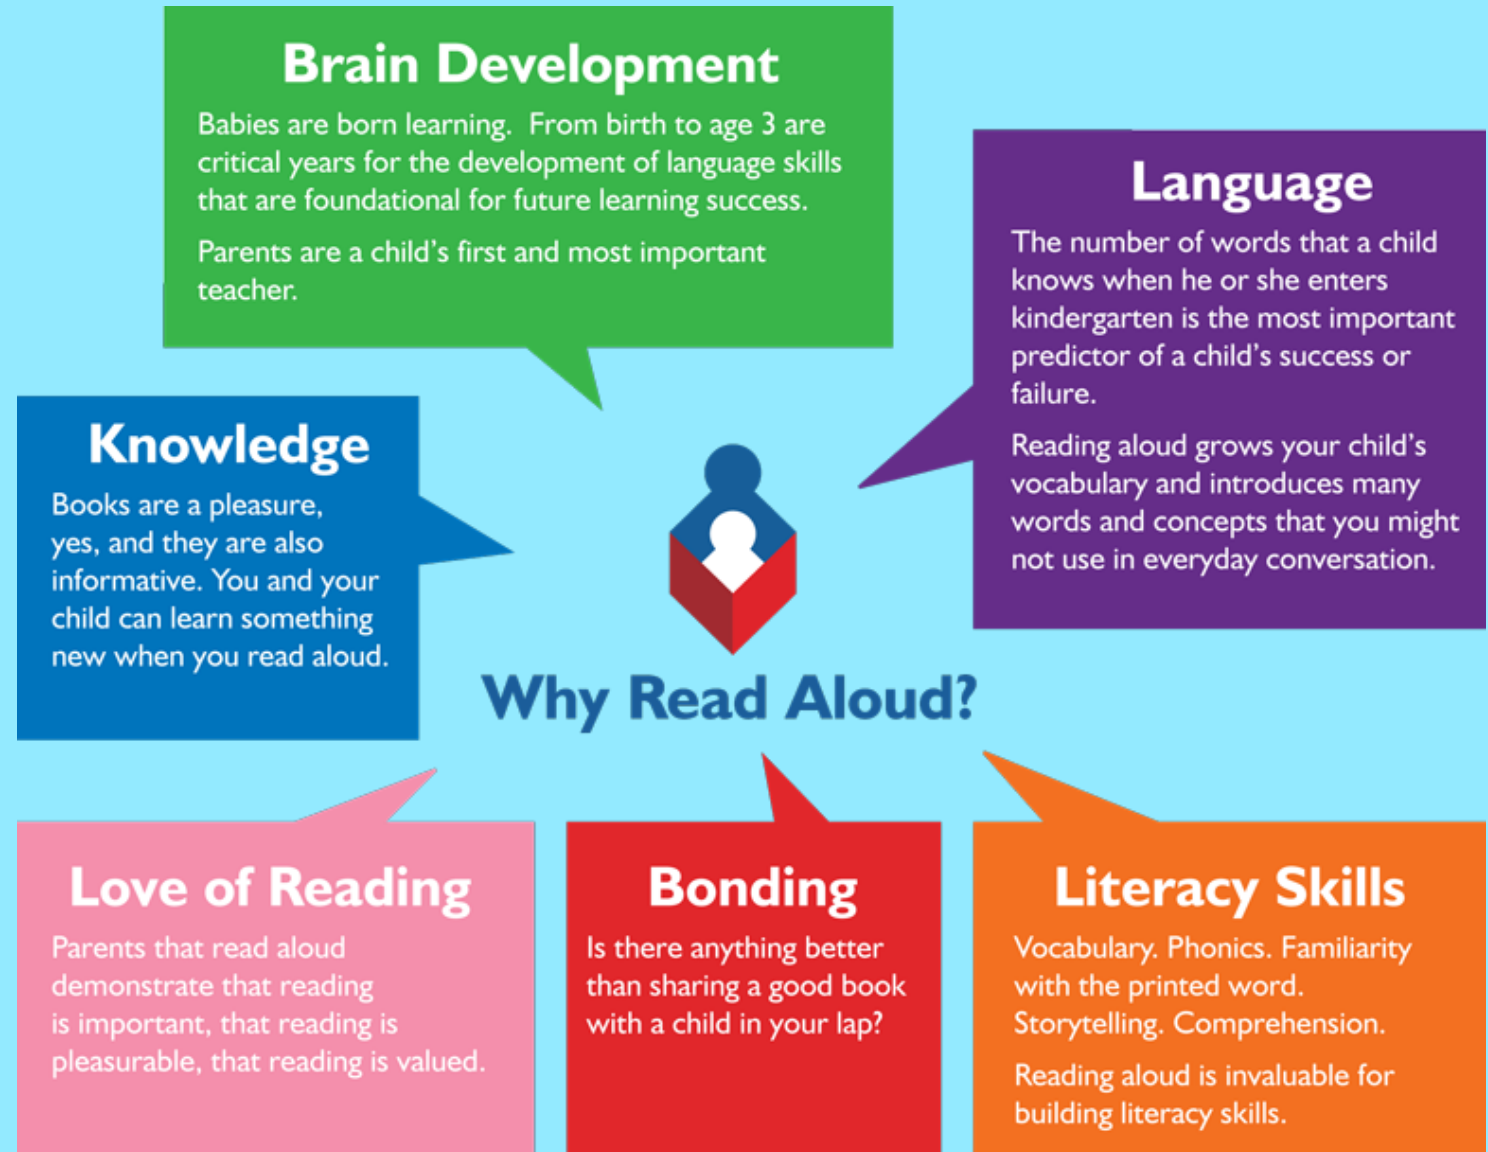 Brain Development
Babies are born learning.  From birth to age 3 are
critical years for the development of language skills
that are foundational for future learning success.
Parents are a child's first and most important
teacher.
Language
The number of words that a child
knows when he or she enters
kindergarten is the most important
predictor of a child's success or
failure.
Reading aloud grows your child's
vocabulary and introduces many
words and concepts that you might
not use in everyday conversation.
Knowledge
Books are a pleasure,
yes, and they are also
informative. You and your
child can learn something
new when you read aloud.
Why Read Aloud?
Love of Reading
Parents that read aloud
demonstrate that reading
is important, that reading is
pleasurable, that reading is valued.
Bonding
Is there anything better
than sharing a good book
with a child in your lap?
Literacy Skills
Vocabulary. Phonics. Familiarity
with the printed word.
Storytelling. Comprehension.
Reading aloud is invaluable for
building literacy skills.